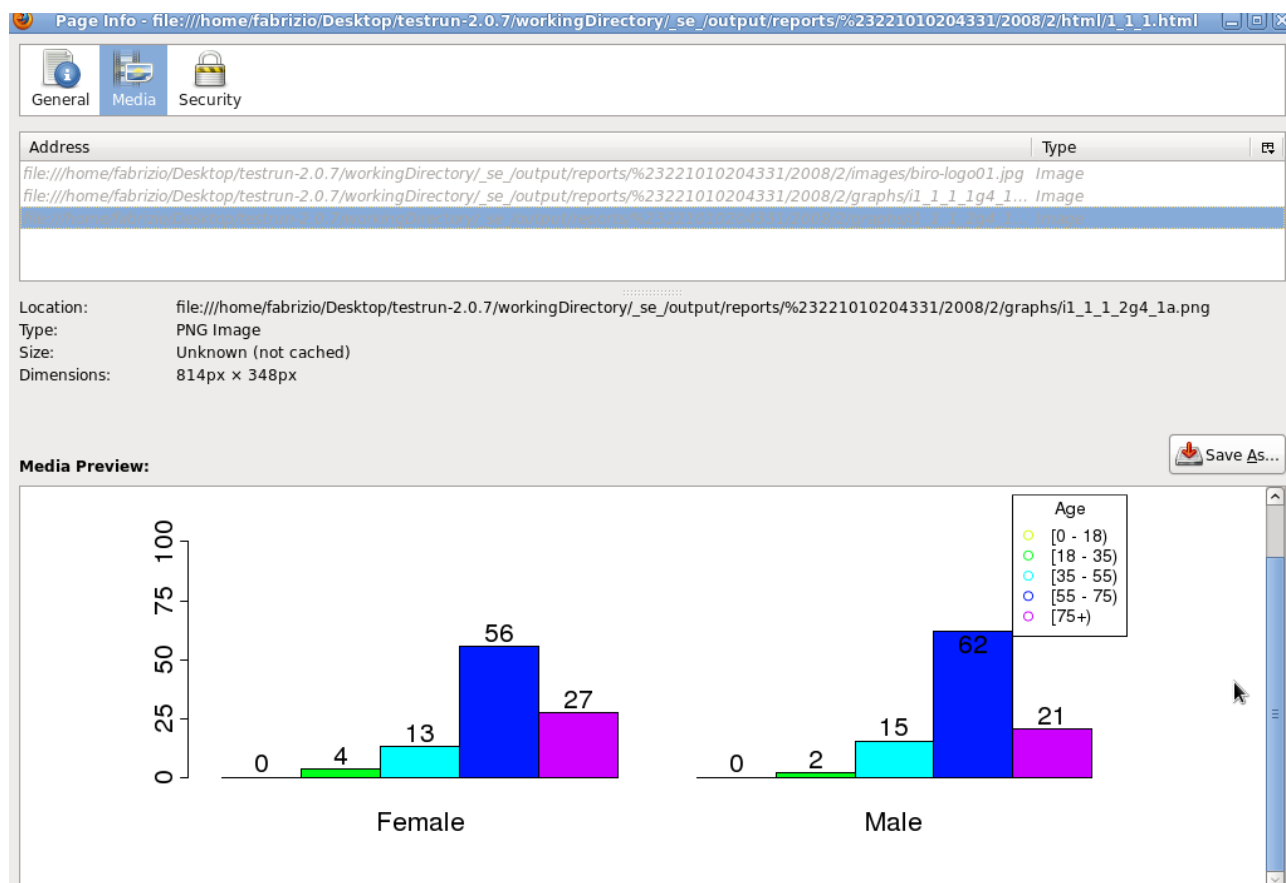 Page Info - file:///home/fabrizio/Desktop/testrun-2.0.7/workingDirectory/_se_/output/reports/%23221010204331/2008/2/html/1_1_1.html
General Media Security
Address Type
file:///home/fabrizio/Desktop/testrun-2.0.7/workingDirectory/_se_/output/reports/%23221010204331/2008/2/images/biro-logo01.jpg Image
file:///home/fabrizio/Desktop/testrun-2.0.7/workingDirectory/_se_/output/reports/%23221010204331/2008/2/graphs/i1_1_1_1g4_1... Image
Location: file:///home/fabrizio/Desktop/testrun-2.0.7/workingDirectory/_se_/output/reports/%23221010204331/2008/2/graphs/i1_1_1_2g4_1a.png
Type: PNG Image
Size: Unknown (not cached)
Dimensions: 814px × 348px
Save As...
Media Preview:
Age
[0 - 18)
[18 - 35)
[35 - 55)
[55 - 75)
[75+)
100
75
50
25
0
0 4 13 56 27
0 2 15 62 21
Female Male